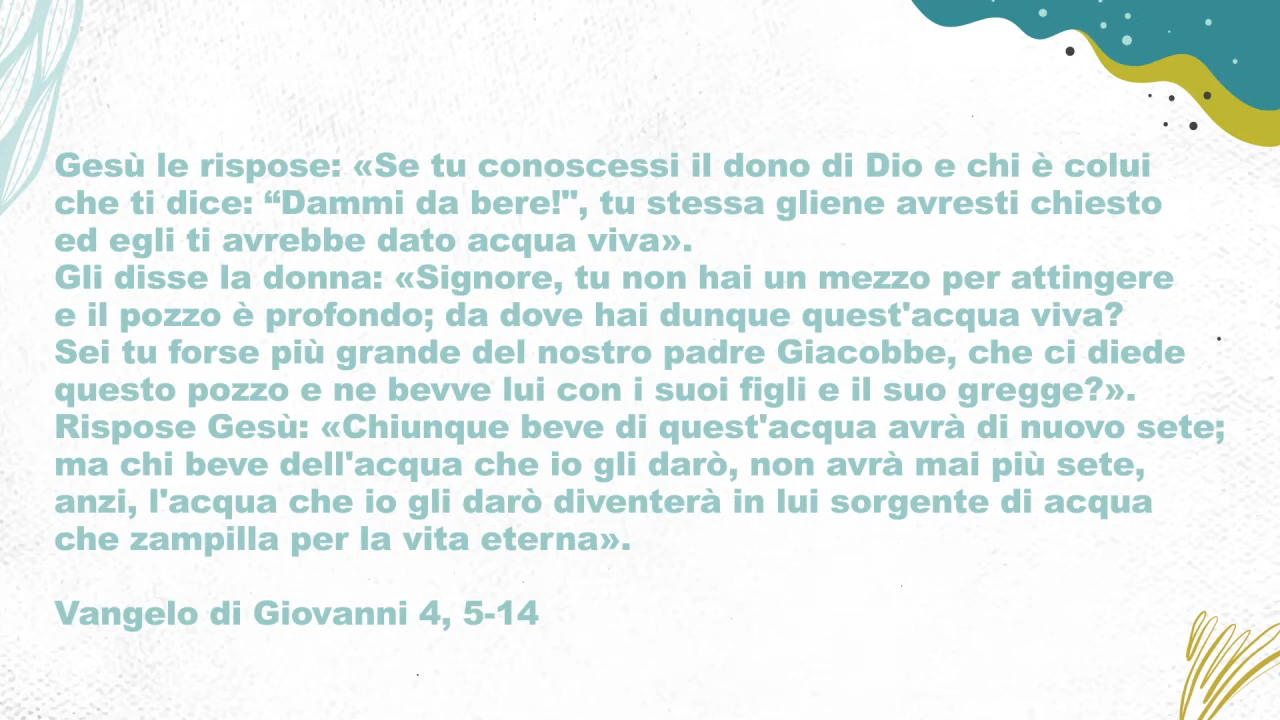 Gesù le rispose: «Se tu conoscessi il dono di Dio e chi è colui
che ti dice: “Dammi da bere!", tu stessa gliene avresti chiesto
ed egli ti avrebbe dato acqua viva».
Gli disse la donna: «Signore, tu non hai un mezzo per attingere
e il pozzo è profondo; da dove hai dunque quest'acqua viva?
Sei tu forse più grande del nostro padre Giacobbe, che ci diede
questo pozzo e ne bevve lui con i suoi figli e il suo gregge?».
Rispose Gesù: «Chiunque beve di quest'acqua avrà di nuovo sete;
ma chi beve dell'acqua che io gli darò, non avrà mai più sete,
anzi, l'acqua che io gli darò diventerà in lui sorgente di acqua
che zampilla per la vita eterna».
Vangelo di Giovanni 4, 5-14